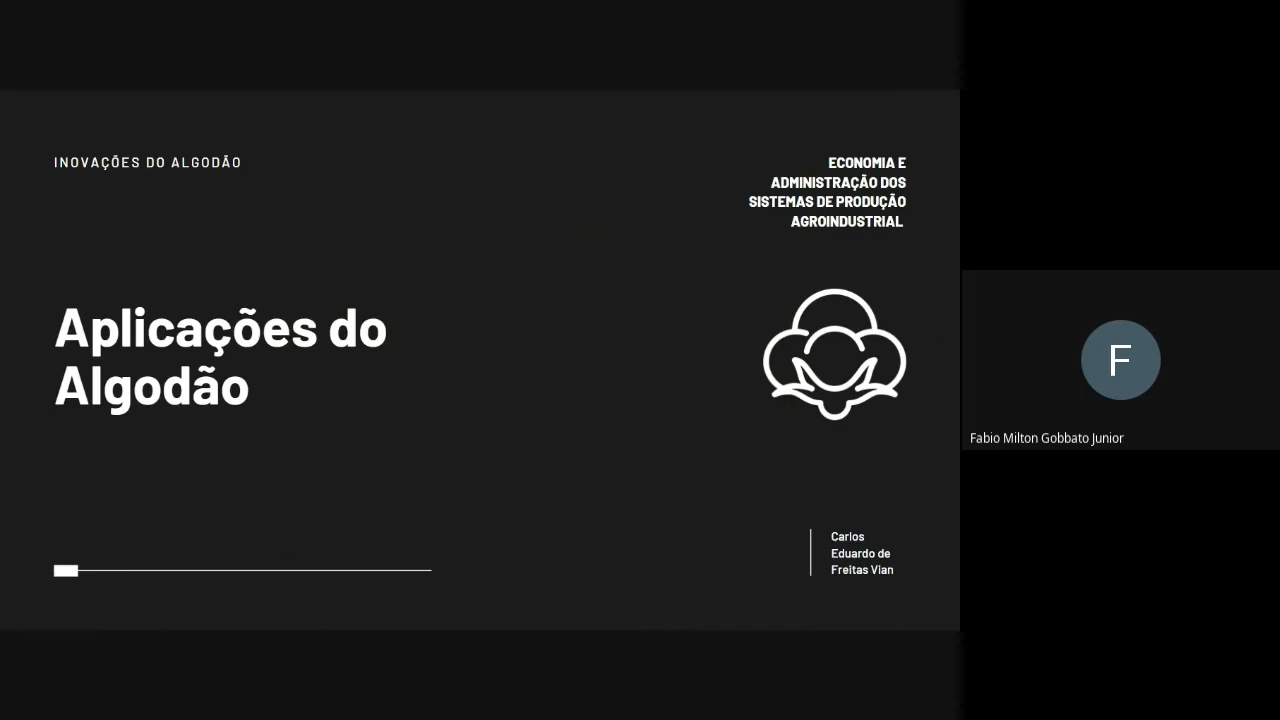 INOVAÇÕES DO ALGODÃO
ECONOMIA E
ADMINISTRAÇÃO DOS
SISTEMAS DE PRODUÇÃO
AGROINDUSTRIAL
Aplicações do
Algodão
F
Fabio Milton Gobbato Junior
Carlos
Eduardo de
Freitas Vian